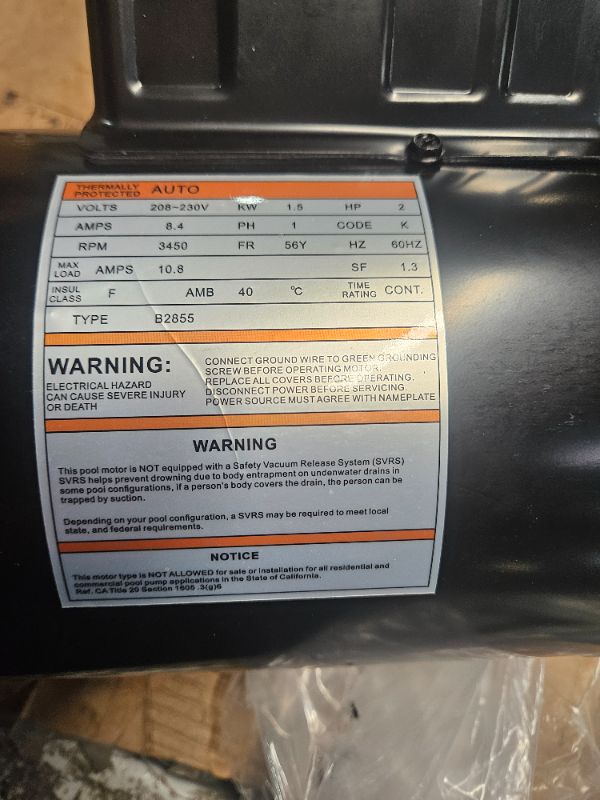 THERMALLY PROTECTED AUTO
VOLTS 208~230V KW 1.5 HP 2
AMPS 8.4 PH 1 CODE K
RPM 3450 FR 56Y HZ 60HZ
MAX LOAD AMPS 10.8 SF 1.3
INSUL CLASS F AMB 40 °C TIME RATING CONT.
TYPE B2855
WARNING:
ELECTRICAL HAZARD
CAN CAUSE SEVERE INJURY
OR DEATH
CONNECT GROUND WIRE TO GREEN GROUNDING
SCREW BEFORE OPERATING MOTOR.
REPLACE ALL COVERS BEFORE OPERATING.
DISCONNECT POWER BEFORE SERVICING.
POWER SOURCE MUST AGREE WITH NAMEPLATE
WARNING
This pool motor is NOT equipped with a Safety Vacuum Release System (SVRS)
SVRS helps prevent drowning due to body entrapment on underwater drains in
some pool configurations, if a person's body covers the drain, the person can be
trapped by suction.
Depending on your pool configuration, a SVRS may be required to meet local
state, and federal requirements.
NOTICE
This motor type is NOT ALLOWED for sale or installation for all residential and
commercial pool pump applications in the State of California.
Ref. CA Title 20 Section 1605 .3(g)6